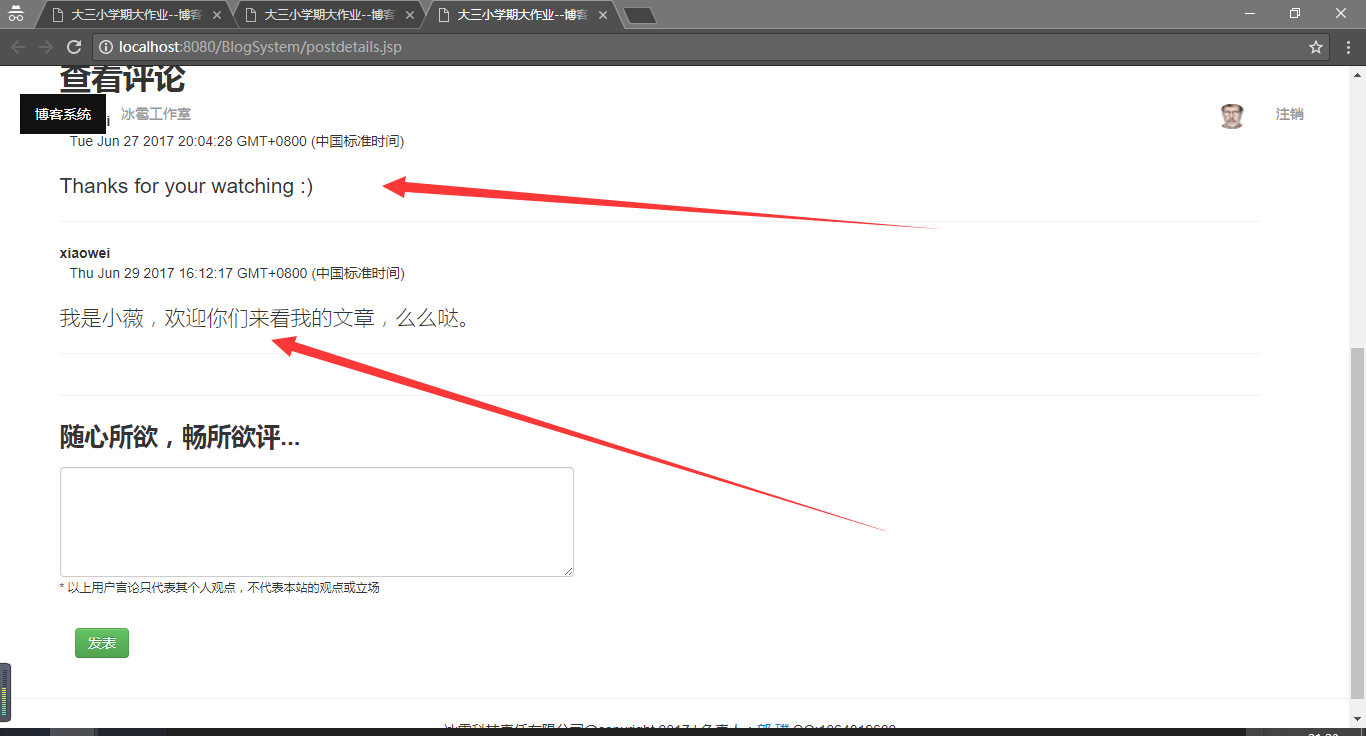 大三小学期大作业--博客 大三小学期大作业--博客 大三小学期大作业--博客
localhost:8080/BlogSystem/postdetails.jsp
查看评论
博客系统 冰雹工作室 注销
Tue Jun 27 2017 20:04:28 GMT+0800 (中国标准时间)
Thanks for your watching :)
xiaowei
Thu Jun 29 2017 16:12:17 GMT+0800 (中国标准时间)
我是小薇，欢迎你们来看我的文章，么么哒。
随心所欲，畅所欲评...
* 以上用户言论只代表其个人观点，不代表本站的观点或立场
发表